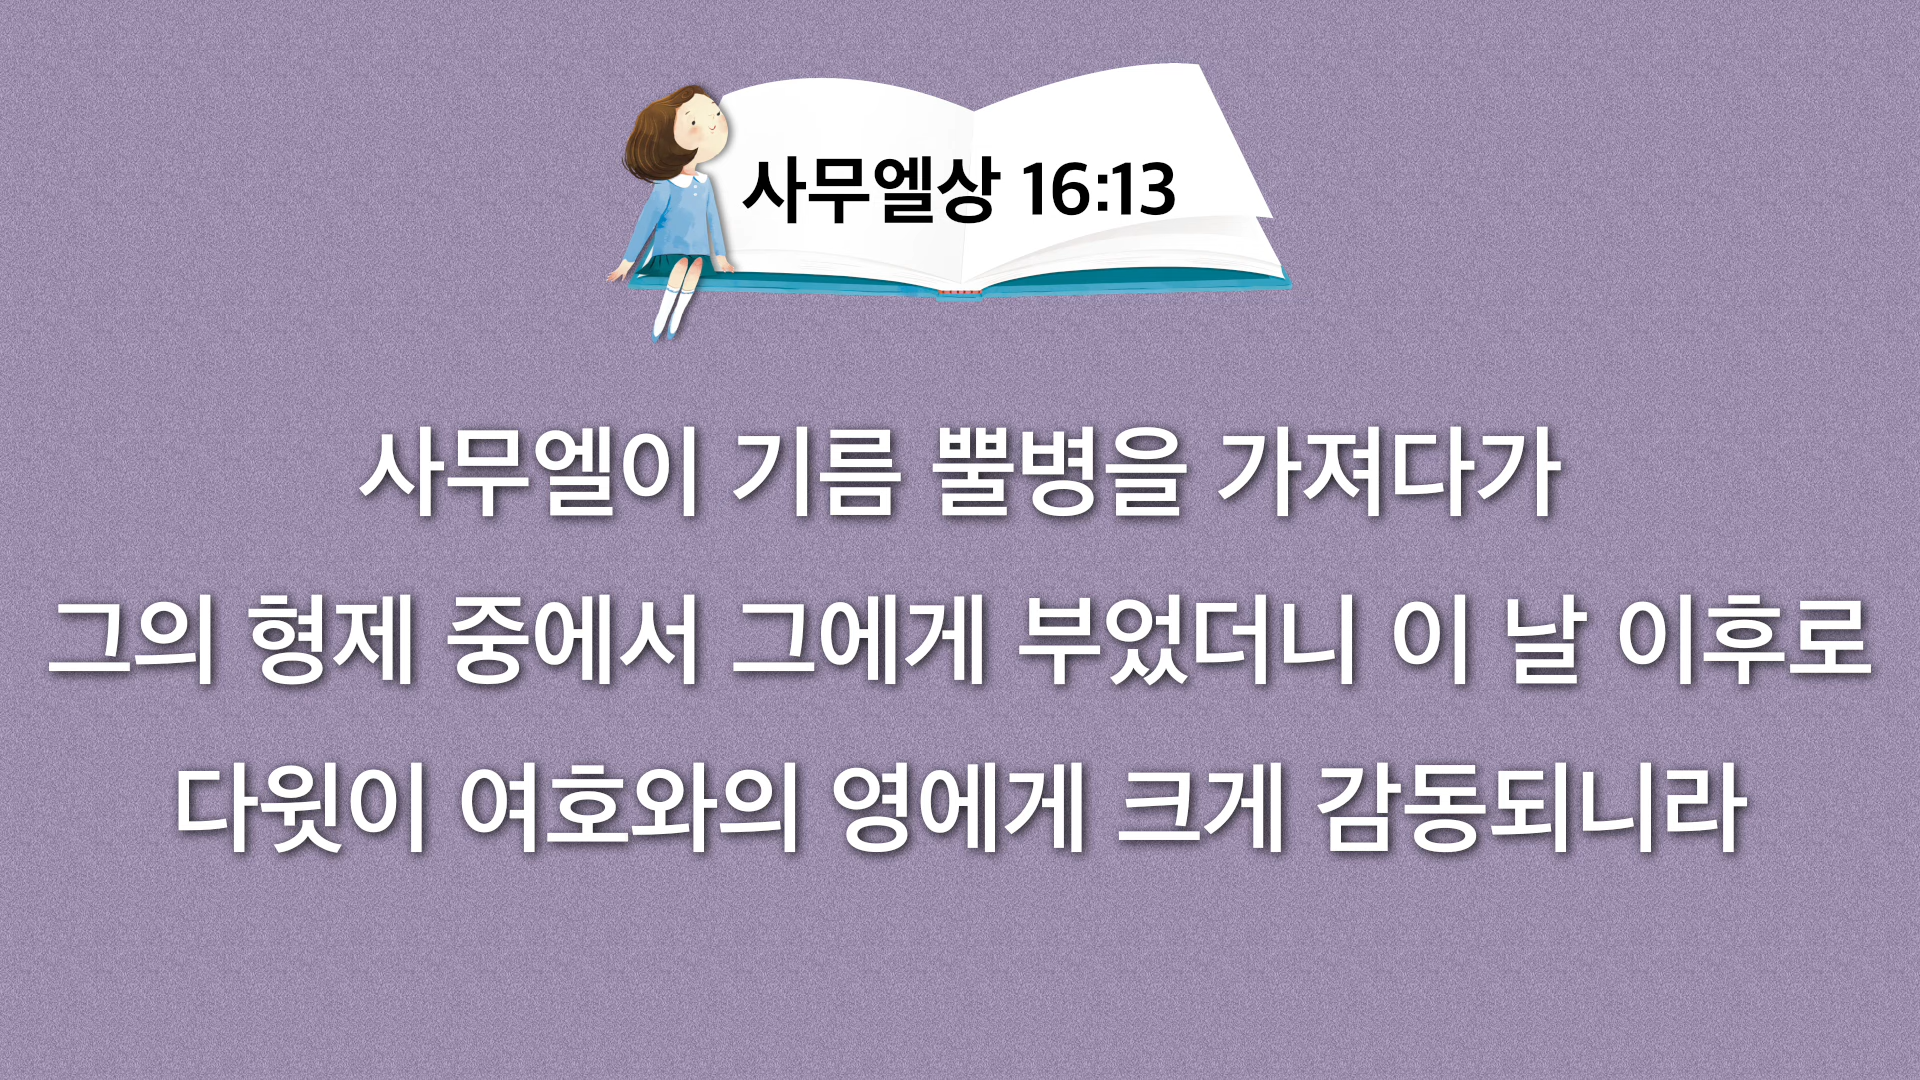 사무엘상 16:13
사무엘이 기름 뿔병을 가져다가
그의 형제 중에서 그에게 부었더니 이 날 이후로
다윗이 여호와의 영에게 크게 감동되니라